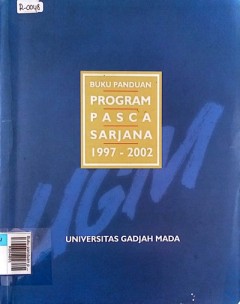 R-0048
BUKU PANDUAN
PROGRAM
PASCA
SARJANA
1997 - 2002
UGM
UNIVERSITAS GADJAH MADA